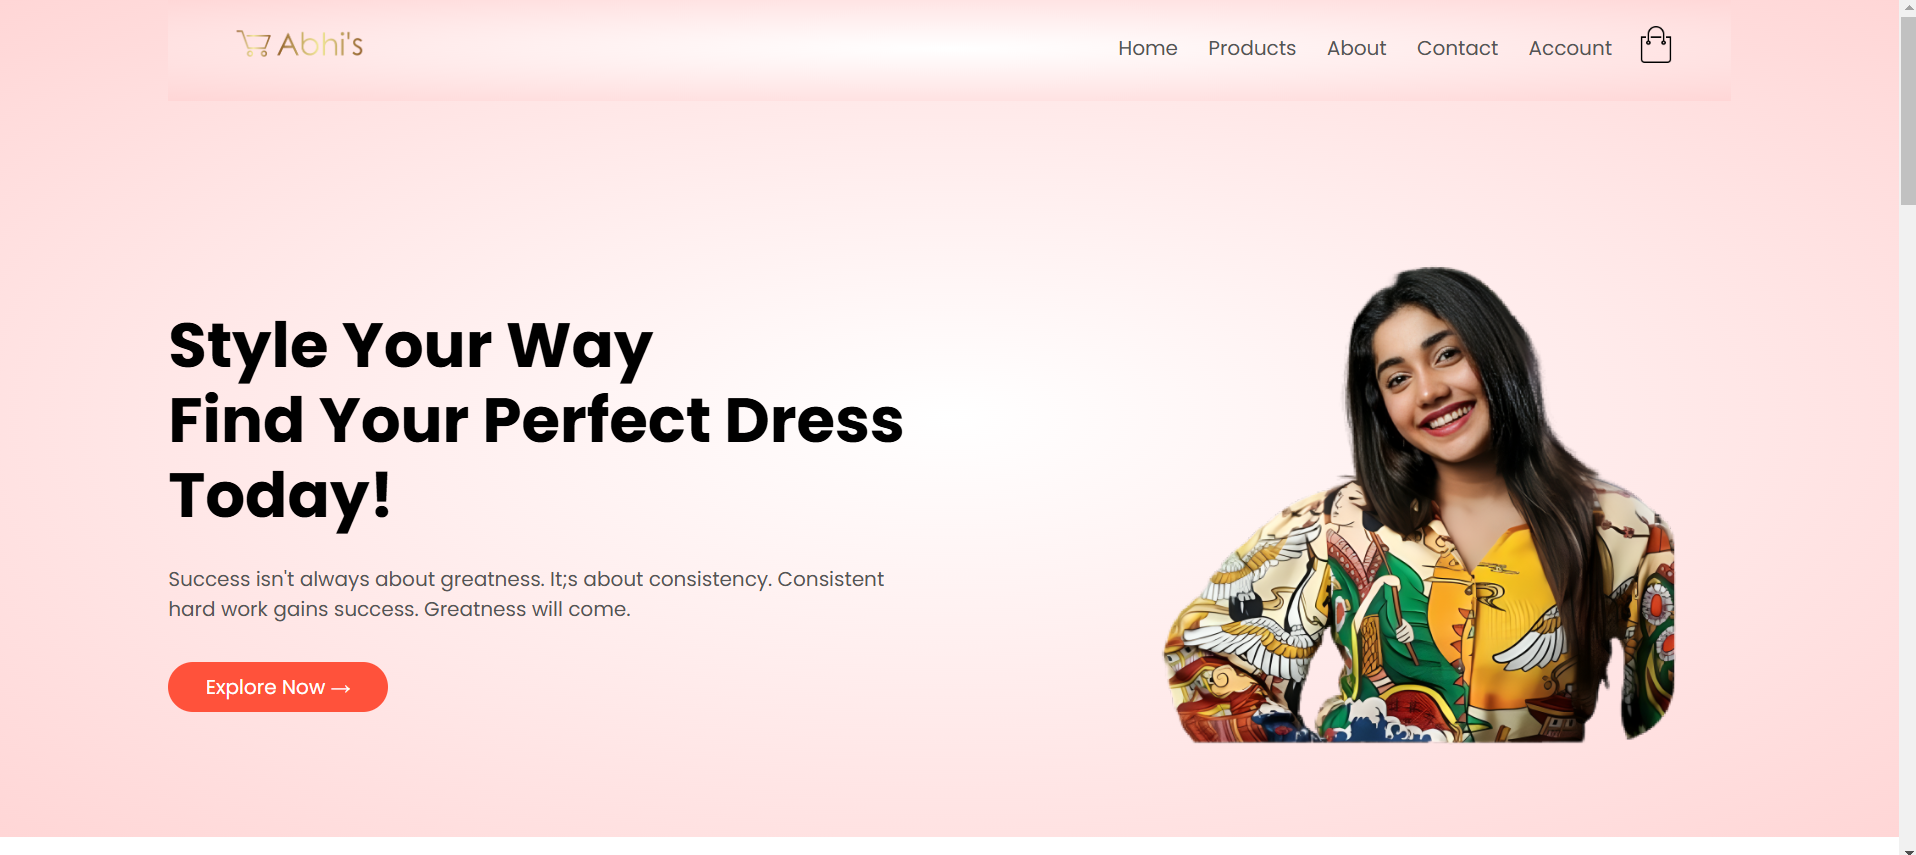 Abhi's
Home Products About Contact Account
Style Your Way
Find Your Perfect Dress
Today!
Success isn't always about greatness. It;s about consistency. Consistent
hard work gains success. Greatness will come.
Explore Now →